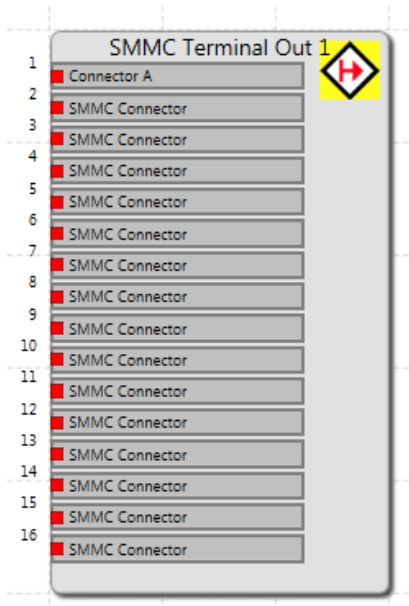 SMMC Terminal Out 1
1 Connector A
2 SMMC Connector
3 SMMC Connector
4 SMMC Connector
5 SMMC Connector
6 SMMC Connector
7 SMMC Connector
8 SMMC Connector
9 SMMC Connector
10 SMMC Connector
11 SMMC Connector
12 SMMC Connector
13 SMMC Connector
14 SMMC Connector
15 SMMC Connector
16 SMMC Connector